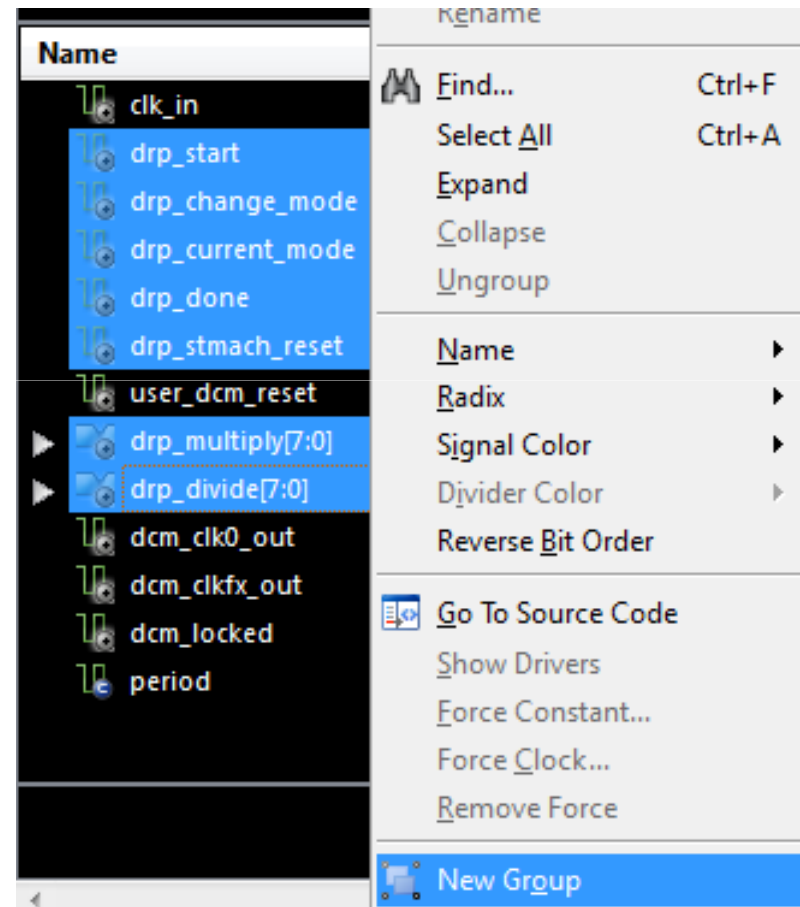 Name
clk_in
drp_start
drp_change_mode
drp_current_mode
drp_done
drp_stmach_reset
user_dcm_reset
drp_multiply[7:0]
drp_divide[7:0]
dcm_clk0_out
dcm_clkfx_out
dcm_locked
period
Rename
Find... Ctrl+F
Select All Ctrl+A
Expand
Collapse
Ungroup
Name
Radix
Signal Color
Divider Color
Reverse Bit Order
Go To Source Code
Show Drivers
Force Constant...
Force Clock...
Remove Force
New Group